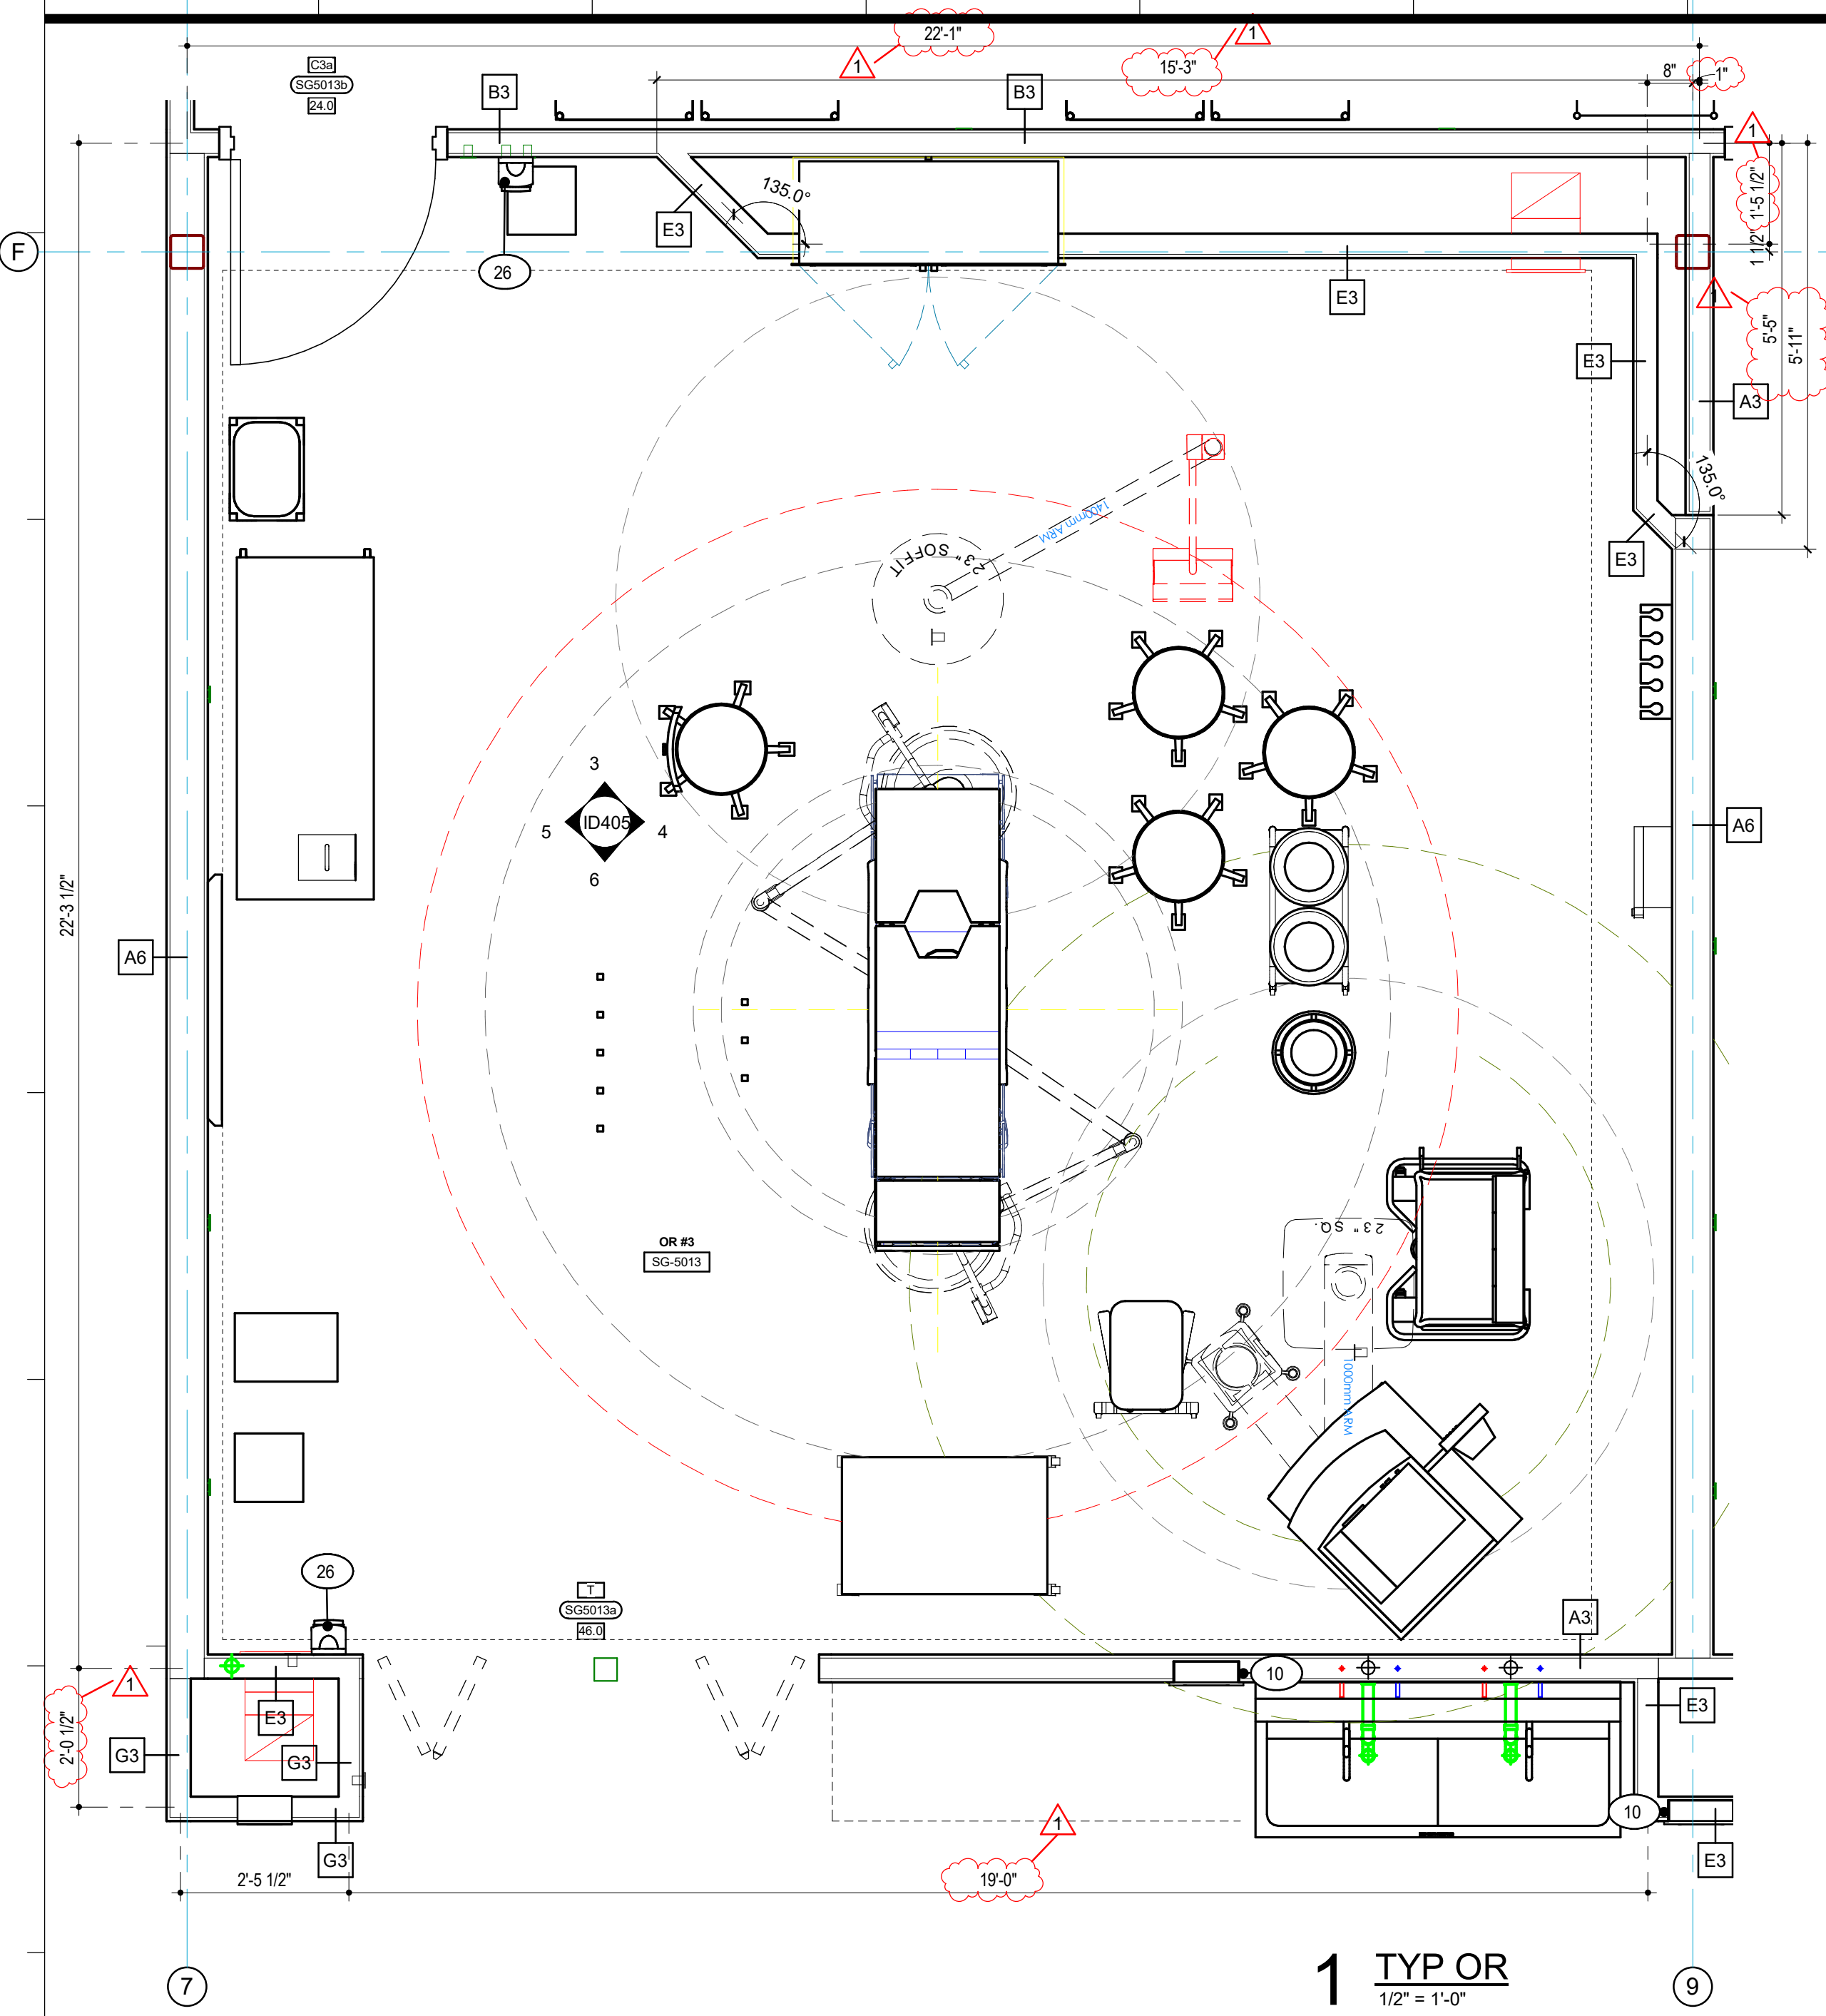 22'-1"
1
1
15'-3"
8"
1"
C3a
SG5013b
24.0
B3
B3
1
1'-5 1/2"
1 1/2"
135.0°
E3
F
26
E3
1
5'-5"
5'-11"
E3
A3
135.0°
1400mm ARM
23" SOFFIT
E3
3
ID405
5
4
6
A6
22'-3 1/2"
A6
OR #3
SG-5013
23" SQ.
1000mm ARM
26
T
SG5013a
46.0
A3
1
10
E3
E3
2'-0 1/2"
G3
G3
10
1
G3
E3
2'-5 1/2"
19'-0"
7
1 TYP OR
1/2" = 1'-0"
9